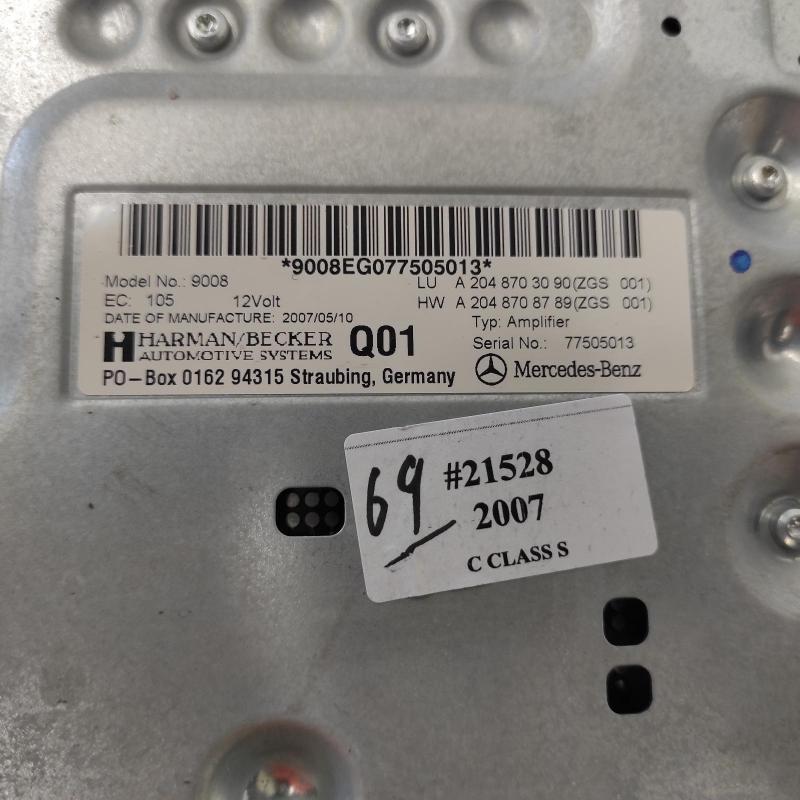 *9008EG077505013*
Model No.: 9008
LU A 204 870 30 90 (ZGS 001)
EC: 105 12Volt
HW A 204 870 87 89 (ZGS 001)
DATE OF MANUFACTURE: 2007/05/10
Typ: Amplifier
HARMAN/BECKER
AUTOMOTIVE SYSTEMS
Q01
Serial No.: 77505013
PO-Box 0162 94315 Straubing, Germany
Mercedes-Benz
69
#21528
2007
C CLASS S